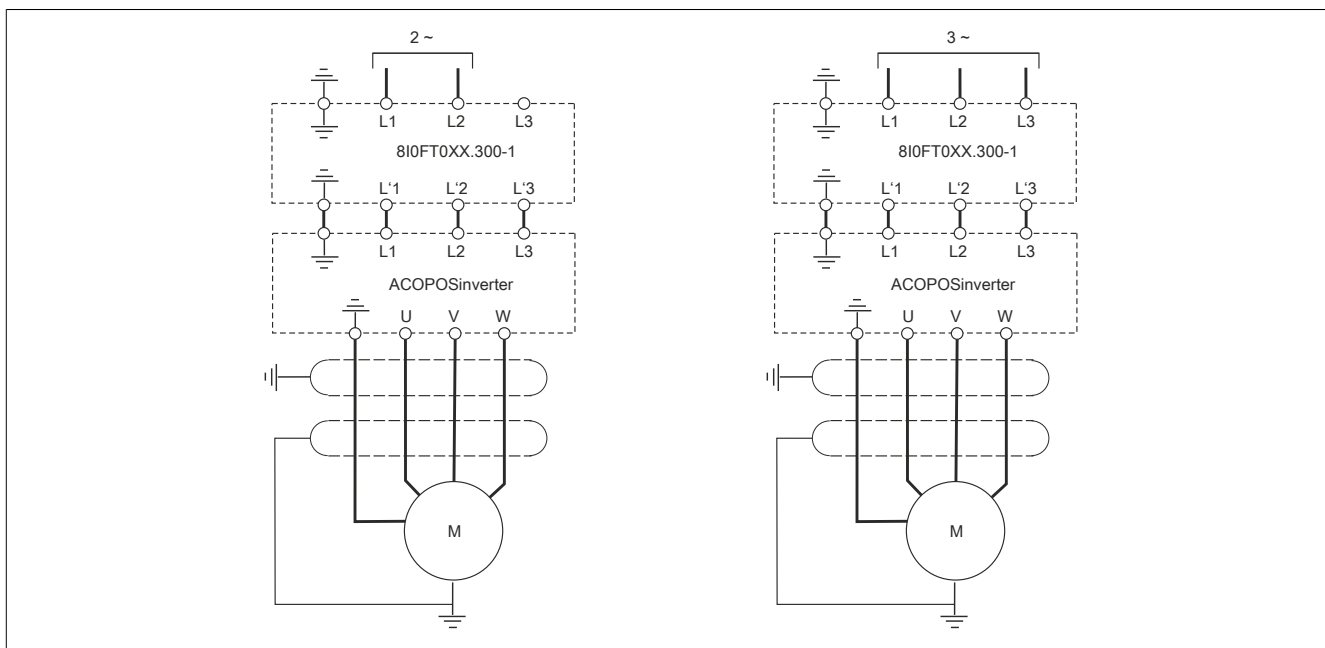 2 ~
L1 L2 L3
8I0FT0XX.300-1
L‘1 L‘2 L‘3
L1 L2 L3
ACOPOSinverter
U V W
M
3 ~
L1 L2 L3
8I0FT0XX.300-1
L‘1 L‘2 L‘3
L1 L2 L3
ACOPOSinverter
U V W
M